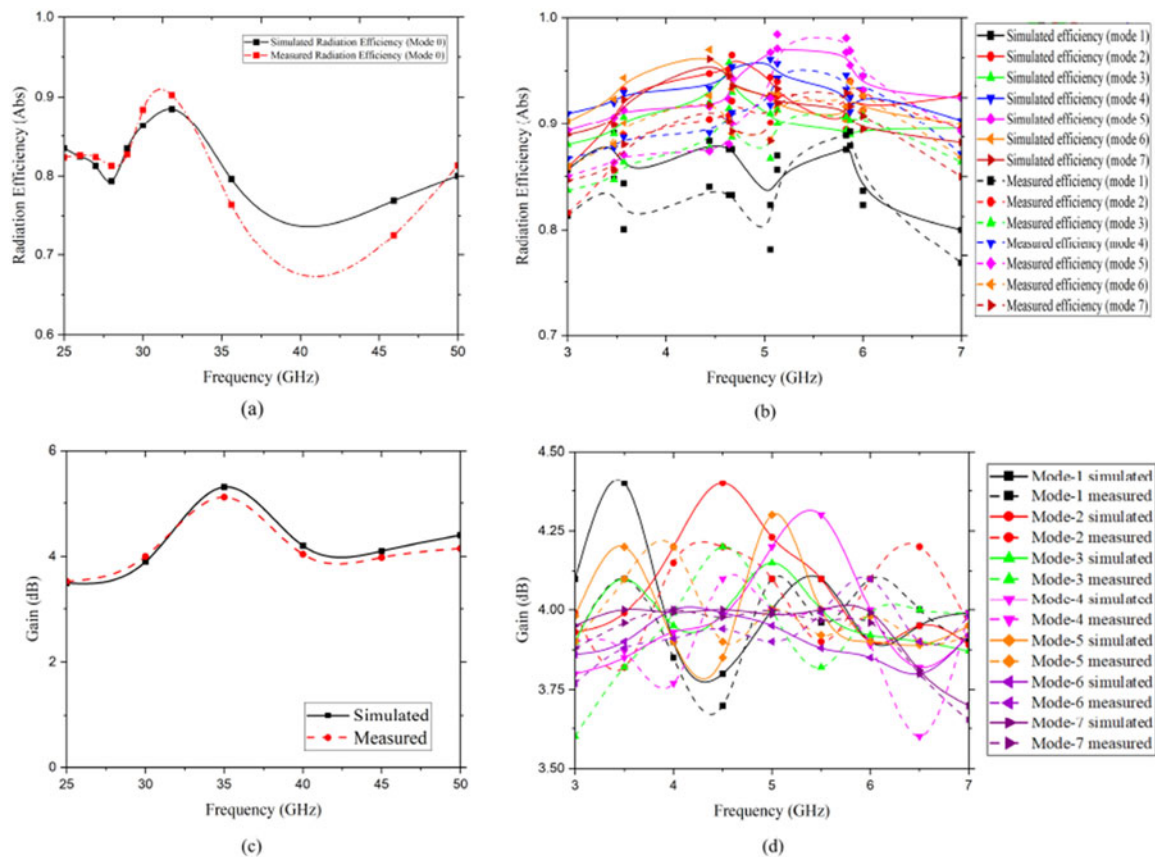 1.0
0.9
0.8
0.7
0.6
Radiation Efficiency (Abs)
Simulated Radiation Efficiency (Mode 0)
Measured Radiation Efficiency (Mode 0)
25 30 35 40 45 50
Frequency (GHz)
(a)
1.0
0.9
0.8
0.7
Radiation Efficiency (Abs)
3 4 5 6 7
Frequency (GHz)
Simulated efficiency (mode 1)
Simulated efficiency (mode 2)
Simulated efficiency (mode 3)
Simulated efficiency (mode 4)
Simulated efficiency (mode 5)
Simulated efficiency (mode 6)
Simulated efficiency (mode 7)
Measured efficiency (mode 1)
Measured efficiency (mode 2)
Measured efficiency (mode 3)
Measured efficiency (mode 4)
Measured efficiency (mode 5)
Measured efficiency (mode 6)
Measured efficiency (mode 7)
(b)
6
4
2
0
Gain (dB)
Simulated
Measured
25 30 35 40 45 50
Frequency (GHz)
(c)
4.50
4.25
4.00
3.75
3.50
Gain (dB)
3 4 5 6 7
Frequency (GHz)
Mode-1 simulated
Mode-1 measured
Mode-2 simulated
Mode-2 measured
Mode-3 simulated
Mode-3 measured
Mode-4 simulated
Mode-4 measured
Mode-5 simulated
Mode-5 measured
Mode-6 simulated
Mode-6 measured
Mode-7 simulated
Mode-7 measured
(d)